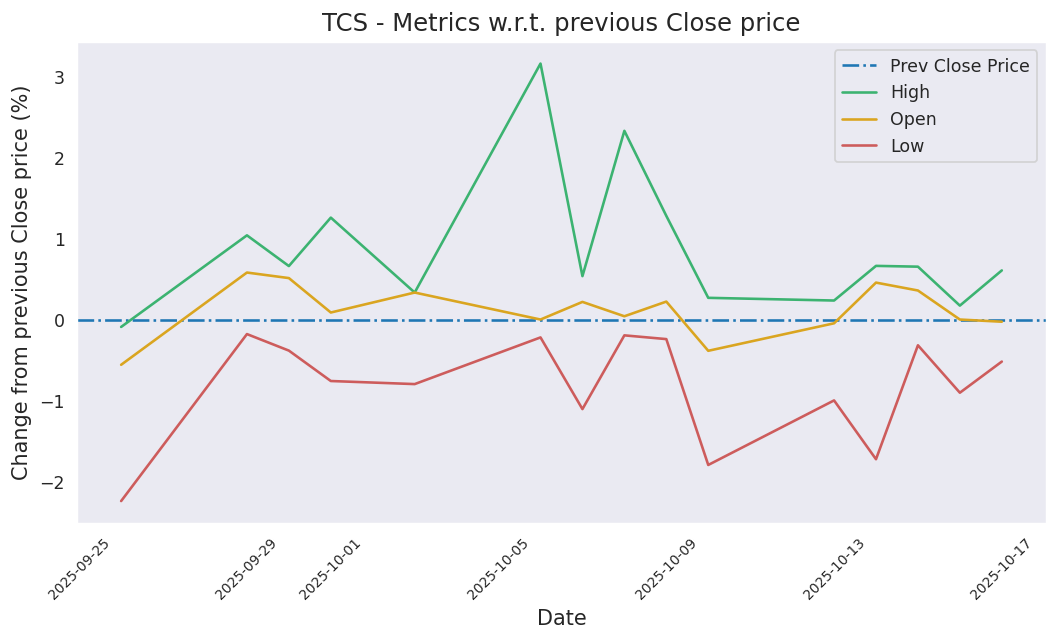 TCS - Metrics w.r.t. previous Close price
Prev Close Price
High
Open
Low
Change from previous Close price (%)
3
2
1
0
−1
−2
2025-09-25
2025-09-29
2025-10-01
2025-10-05
2025-10-09
2025-10-13
2025-10-17
Date